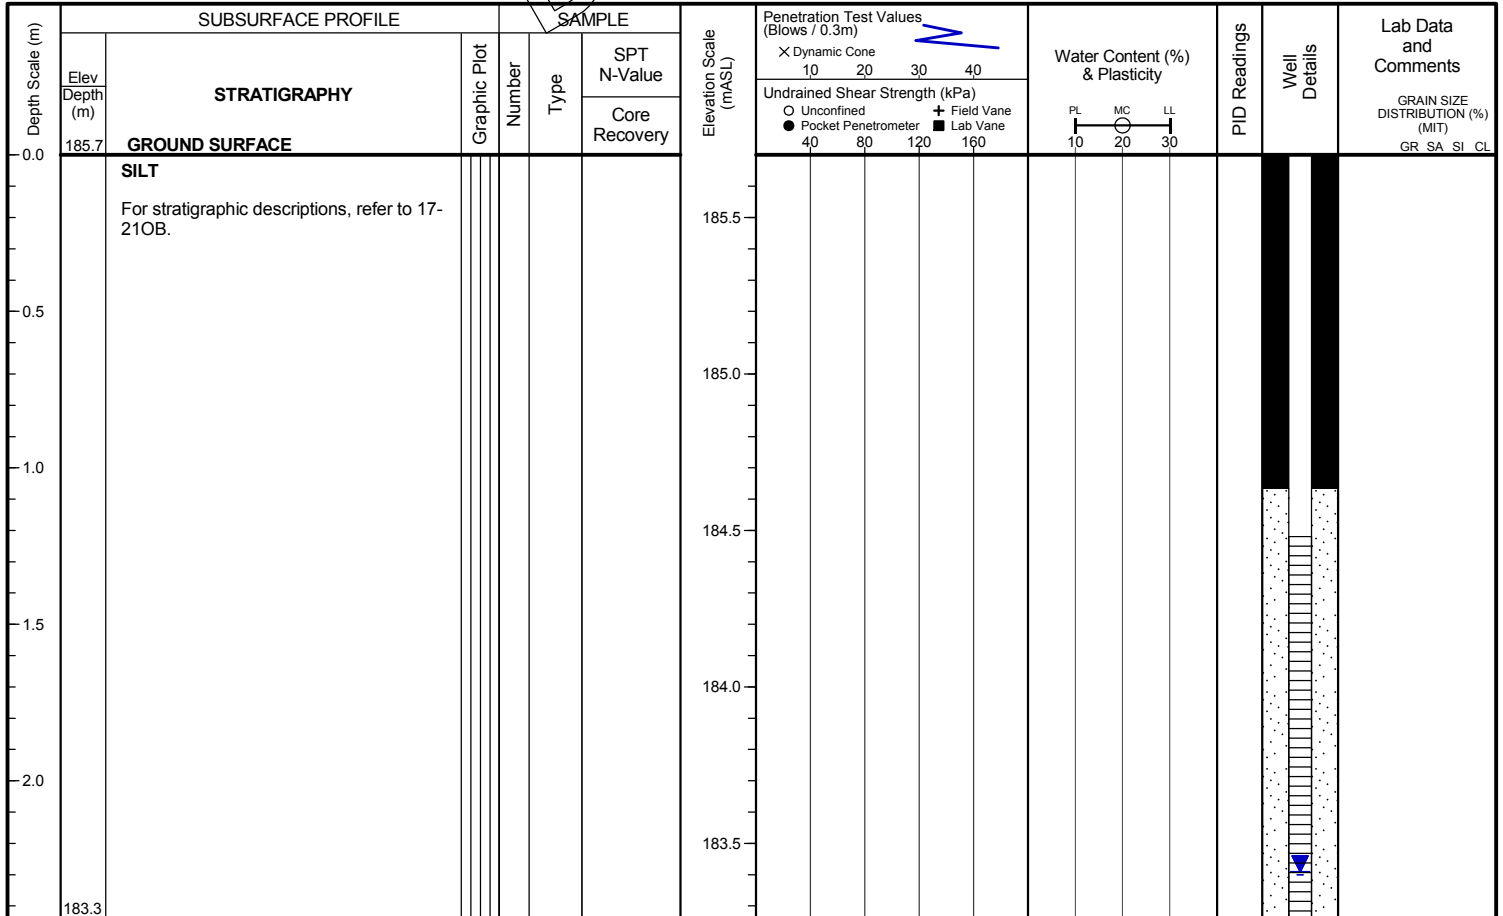 SUBSURFACE PROFILE
SAMPLE
Depth Scale (m)
Elev
Depth
(m)
STRATIGRAPHY
Graphic Plot
Number
Type
SPT
N-Value
Core
Recovery
Elevation Scale
(mASL)
Penetration Test Values
(Blows / 0.3m)
× Dynamic Cone
10 20 30 40
Undrained Shear Strength (kPa)
Unconfined + Field Vane
Pocket Penetrometer Lab Vane
40 80 120 160
Water Content (%)
& Plasticity
PL MC LL
10 20 30
PID Readings
Well
Details
Lab Data
and
Comments
GRAIN SIZE
DISTRIBUTION (%)
(MIT)
GR SA SI CL
185.7 GROUND SURFACE
0.0
SILT
For stratigraphic descriptions, refer to 17-
21OB.
185.5
0.5
185.0
1.0
184.5
1.5
184.0
2.0
183.5
183.3